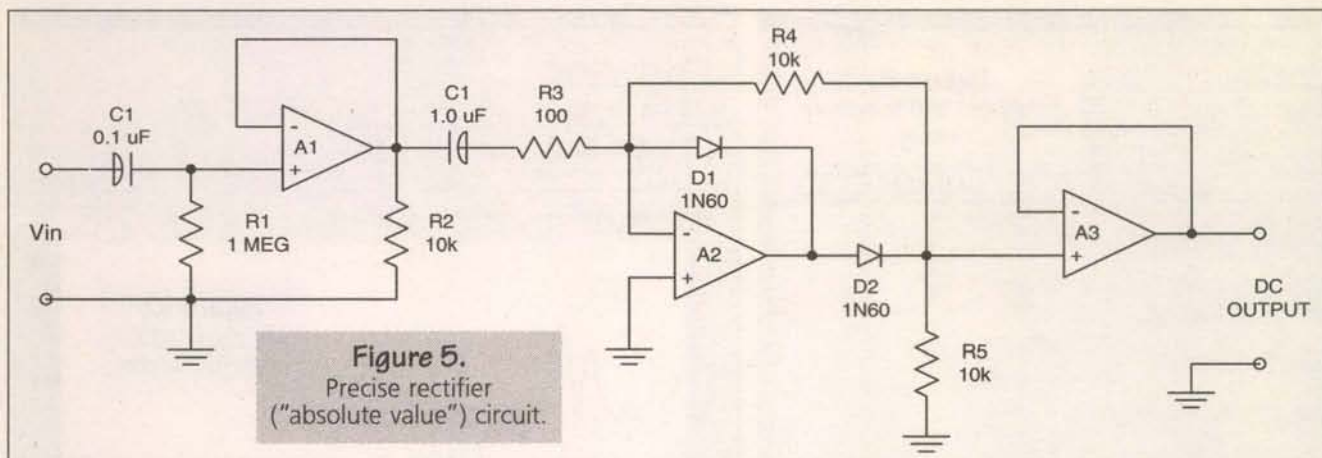 C1
0.1 uF
Vin
R1
1 MEG
-
+
A1
R2
10k
C1
1.0 uF
R3
100
R4
10k
D1
1N60
-
+
A2
D2
1N60
R5
10k
-
+
A3
DC
OUTPUT
Figure 5.
Precise rectifier
("absolute value") circuit.